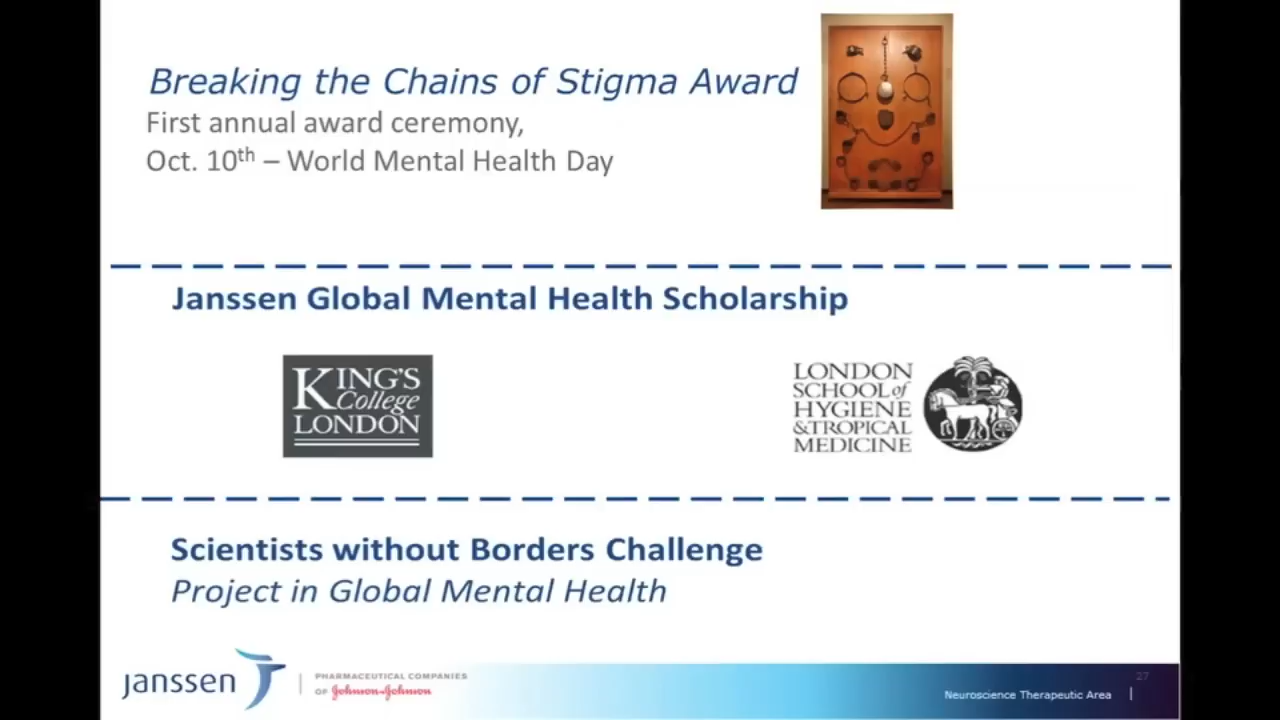 Breaking the Chains of Stigma Award
First annual award ceremony,
Oct. 10th – World Mental Health Day
Janssen Global Mental Health Scholarship
KING'S
College
LONDON
LONDON
SCHOOL of
HYGIENE
& TROPICAL
MEDICINE
Scientists without Borders Challenge
Project in Global Mental Health
janssen
PHARMACEUTICAL COMPANIES
OF Johnson & Johnson
27
Neuroscience Therapeutic Area